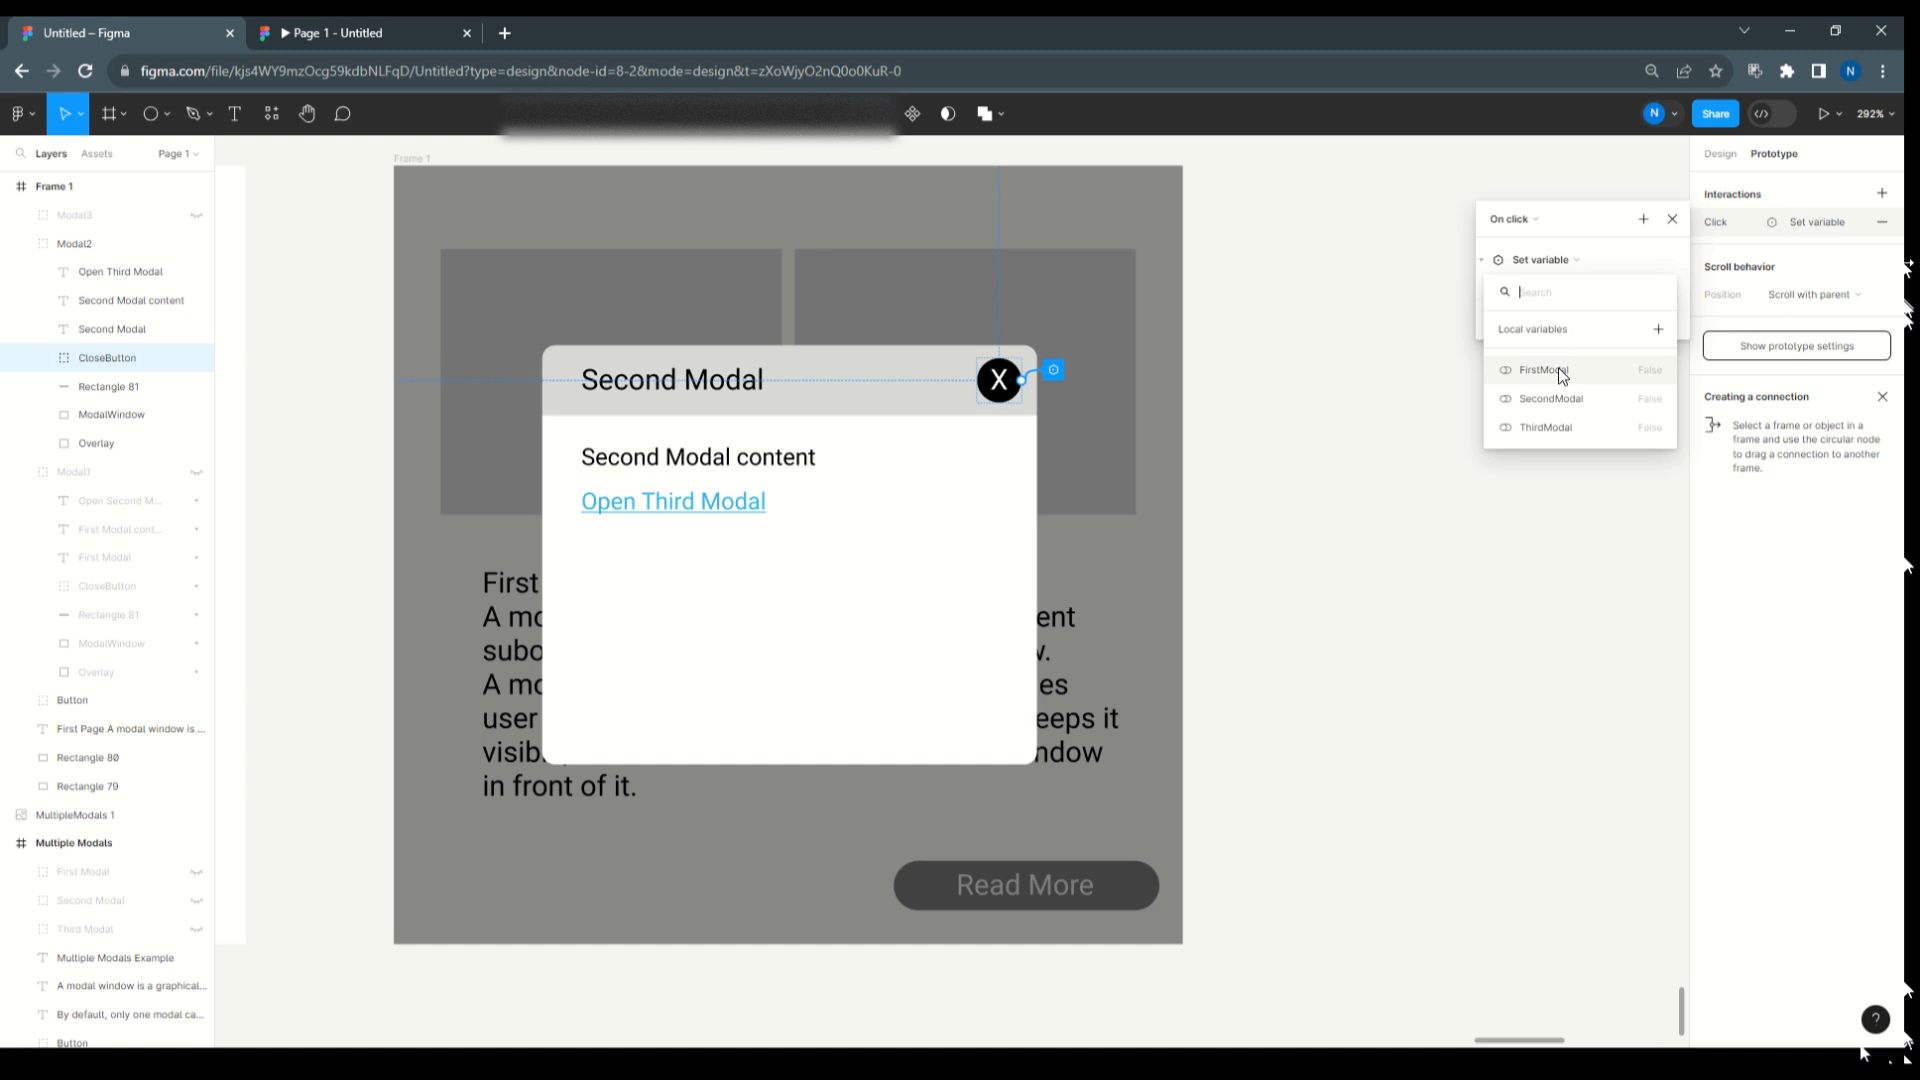 Untitled – Figma
Page 1 - Untitled
figma.com/file/kjs4WY9mzOcg59kdbNLFqD/Untitled?type=design&node-id=8-2&mode=design&t=zXoWjyO2nQ0o0KuR-0
N
N
Share
292%
Layers
Assets
Page 1
Frame 1
Modal3
Modal2
Open Third Modal
Second Modal content
Second Modal
CloseButton
Rectangle 81
ModalWindow
Overlay
Modal1
Open Second M...
First Modal cont...
First Modal
CloseButton
Rectangle 81
ModalWindow
Overlay
Button
First Page A modal window is ...
Rectangle 80
Rectangle 79
MultipleModals 1
Multiple Modals
First Modal
Second Modal
Third Modal
Multiple Modals Example
A modal window is a graphical...
By default, only one modal ca...
Button
Frame 1
Second Modal
X
Second Modal content
Open Third Modal
First
A mo
ent
subo
w.
A mo
es
user
eeps it
visib
ndow
in front of it.
Read More
On click
Set variable
Search
Local variables
FirstModal
False
SecondModal
False
ThirdModal
False
Design
Prototype
Interactions
Click
Set variable
Scroll behavior
Position
Scroll with parent
Show prototype settings
Creating a connection
Select a frame or object in a
frame and use the circular node
to drag a connection to another
frame.
?